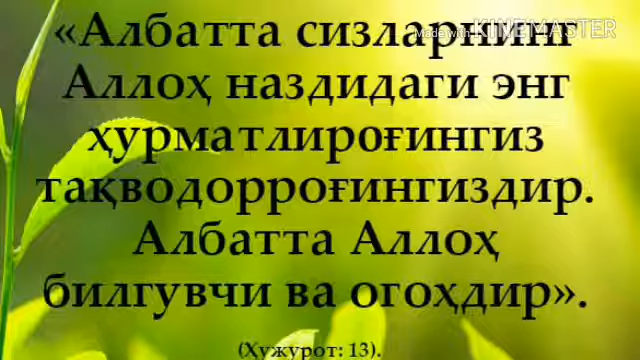 Made with KINEMASTER
«Албатта сизларнинг
Аллоҳ наздидаги энг
ҳурматлироғингиз
тақводорроғингиздир.
Албатта Аллоҳ
билгувчи ва огоҳдир».
(Ҳужурот: 13).